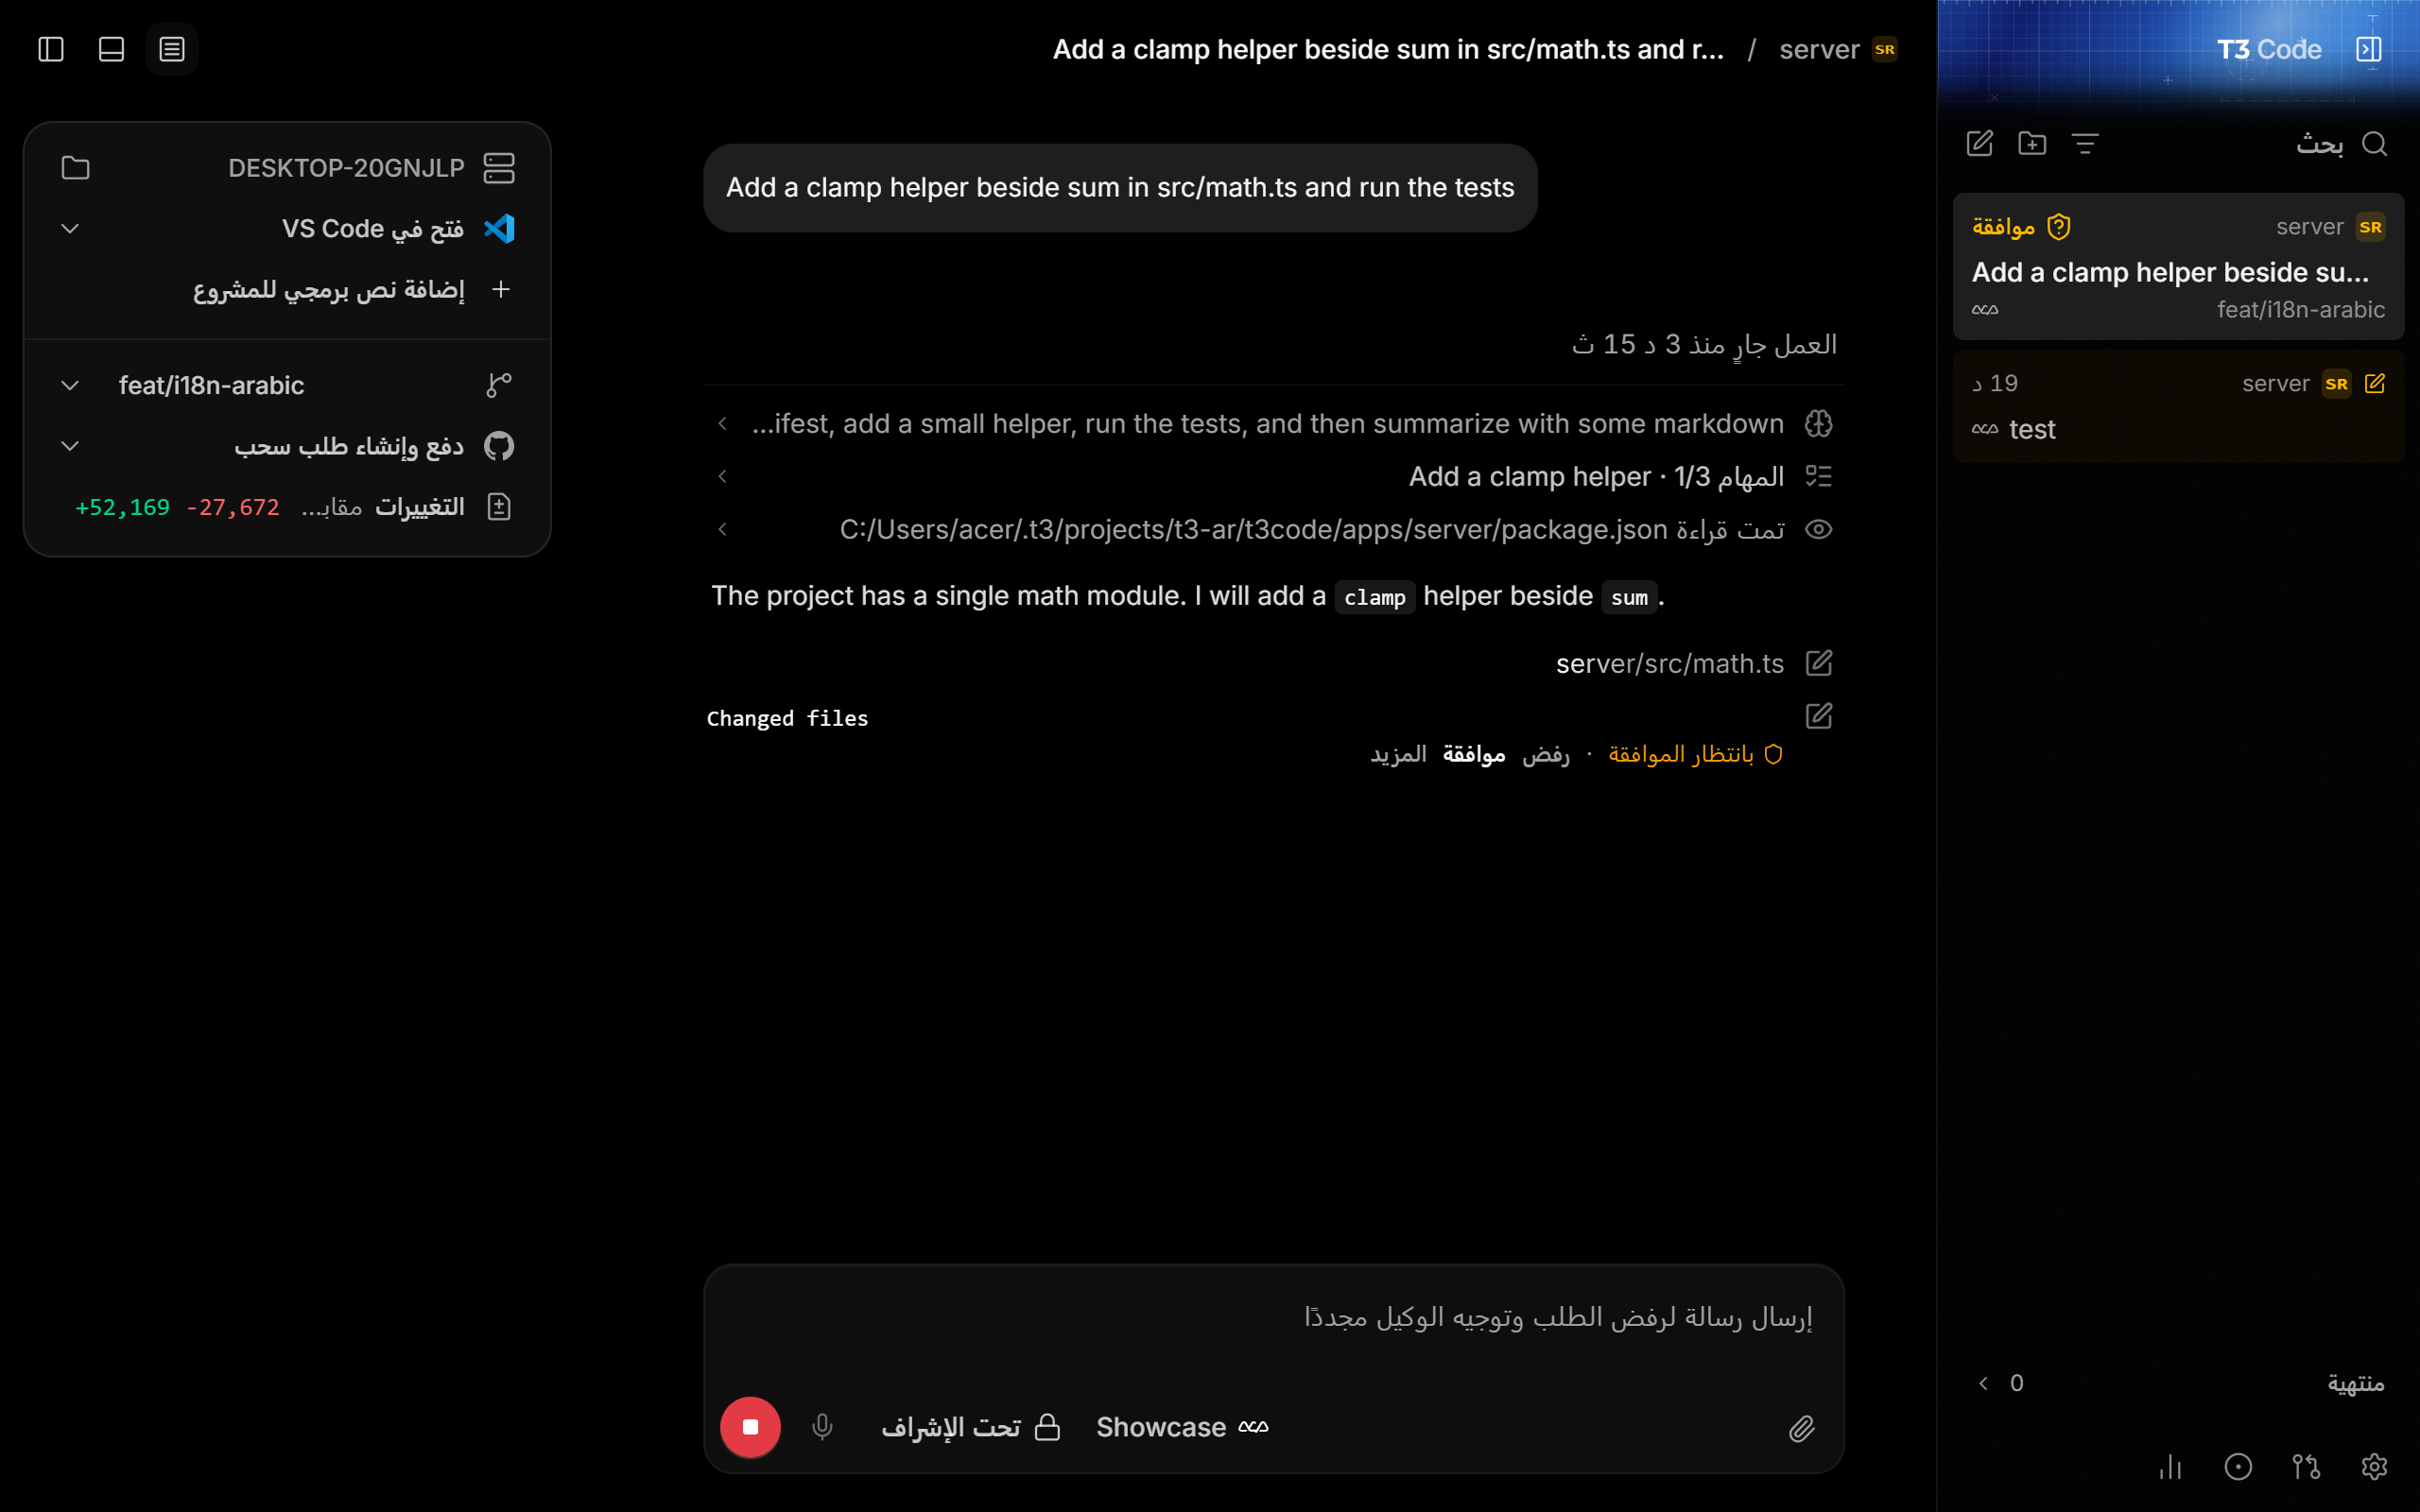 T3 Code
بحث
server SR
موافقة
Add a clamp helper beside su...
feat/i18n-arabic
SR server
19 د
test
منتهية
0
Add a clamp helper beside sum in src/math.ts and r... / server SR
Add a clamp helper beside sum in src/math.ts and run the tests
العمل جارٍ منذ 3 د 15 ث
...ifest, add a small helper, run the tests, and then summarize with some markdown
المهام 1/3 · Add a clamp helper
تمت قراءة C:/Users/acer/.t3/projects/t3-ar/t3code/apps/server/package.json
The project has a single math module. I will add a clamp helper beside sum.
server/src/math.ts
Changed files
بانتظار الموافقة · رفض موافقة المزيد
إرسال رسالة لرفض الطلب وتوجيه الوكيل مجددًا
Showcase
تحت الإشراف
DESKTOP-20GNJLP
فتح في VS Code
إضافة نص برمجي للمشروع
feat/i18n-arabic
دفع وإنشاء طلب سحب
التغييرات مقابـ... -27,672 +52,169